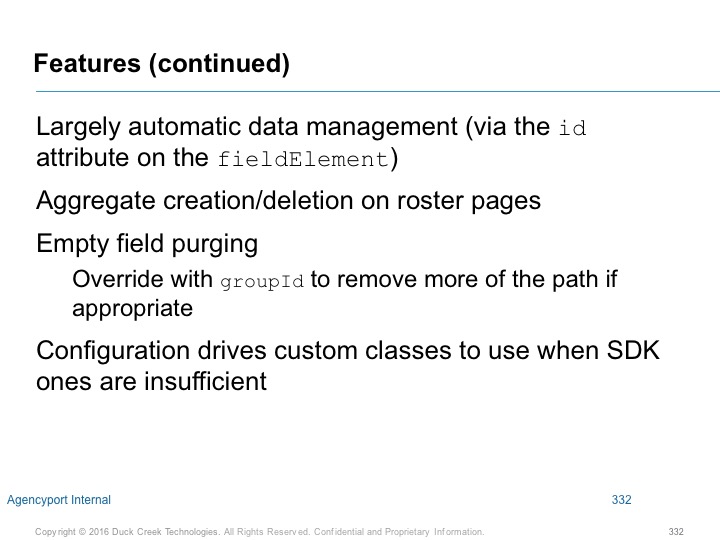 Features (continued)
Largely automatic data management (via the id
attribute on the fieldElement)
Aggregate creation/deletion on roster pages
Empty field purging
Override with groupId to remove more of the path if
appropriate
Configuration drives custom classes to use when SDK
ones are insufficient
Agencyport Internal 332
Copyright © 2016 Duck Creek Technologies. All Rights Reserved. Confidential and Proprietary Information. 332